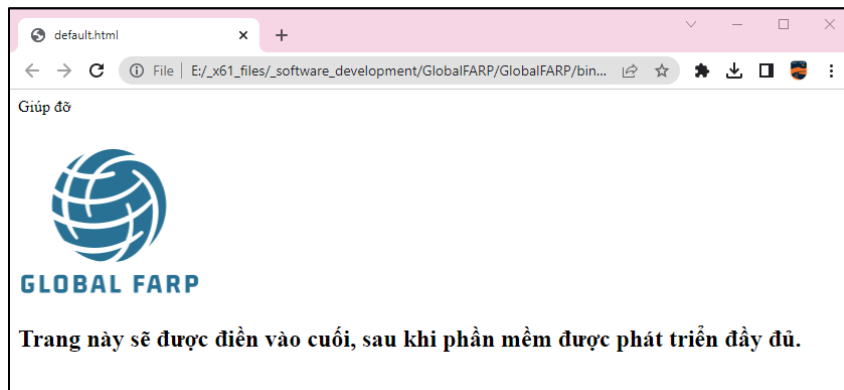 default.html
File | E:/_x61_files/_software_development/GlobalFARP/GlobalFARP/bin...
Giúp đỡ
GLOBAL FARP
Trang này sẽ được điền vào cuối, sau khi phần mềm được phát triển đầy đủ.